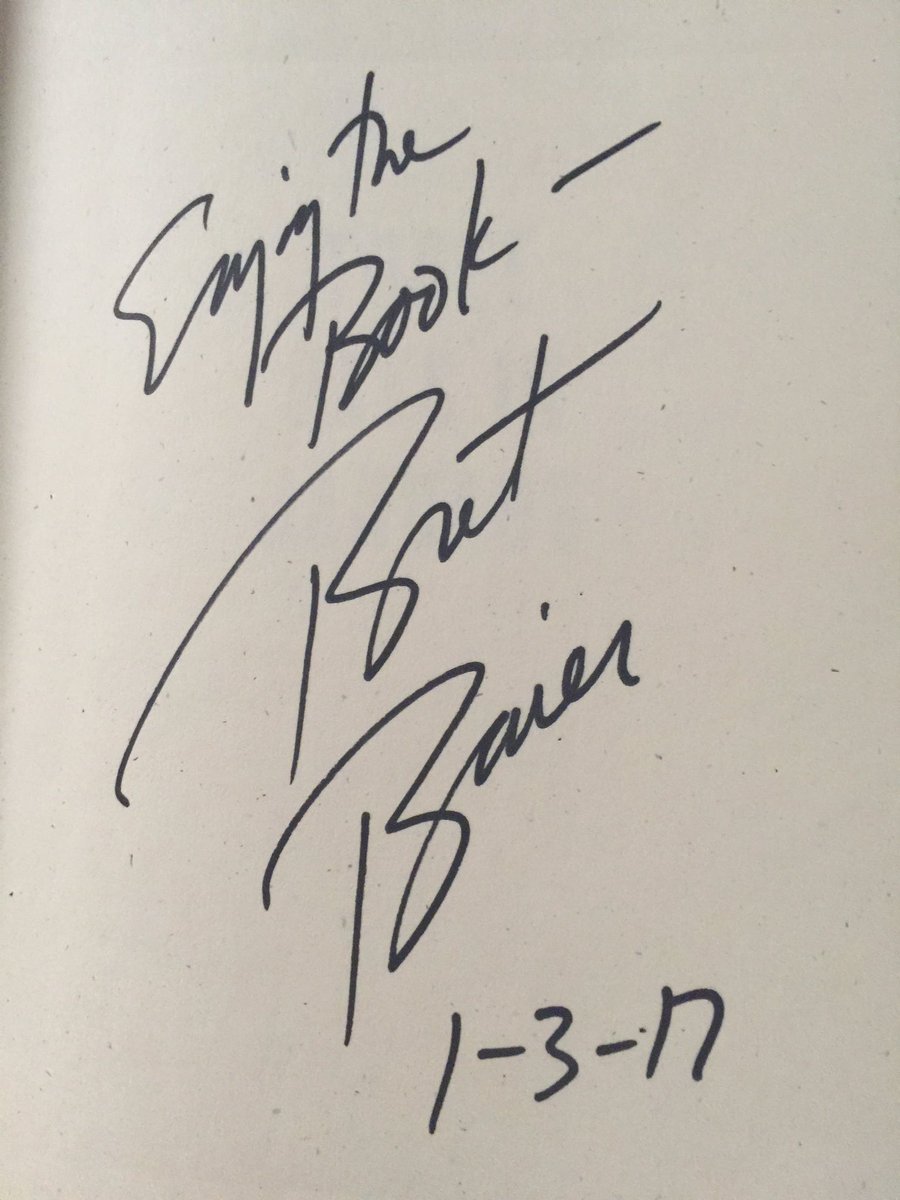 Enjoy the
Book —
Bret
Baier
1-3-17